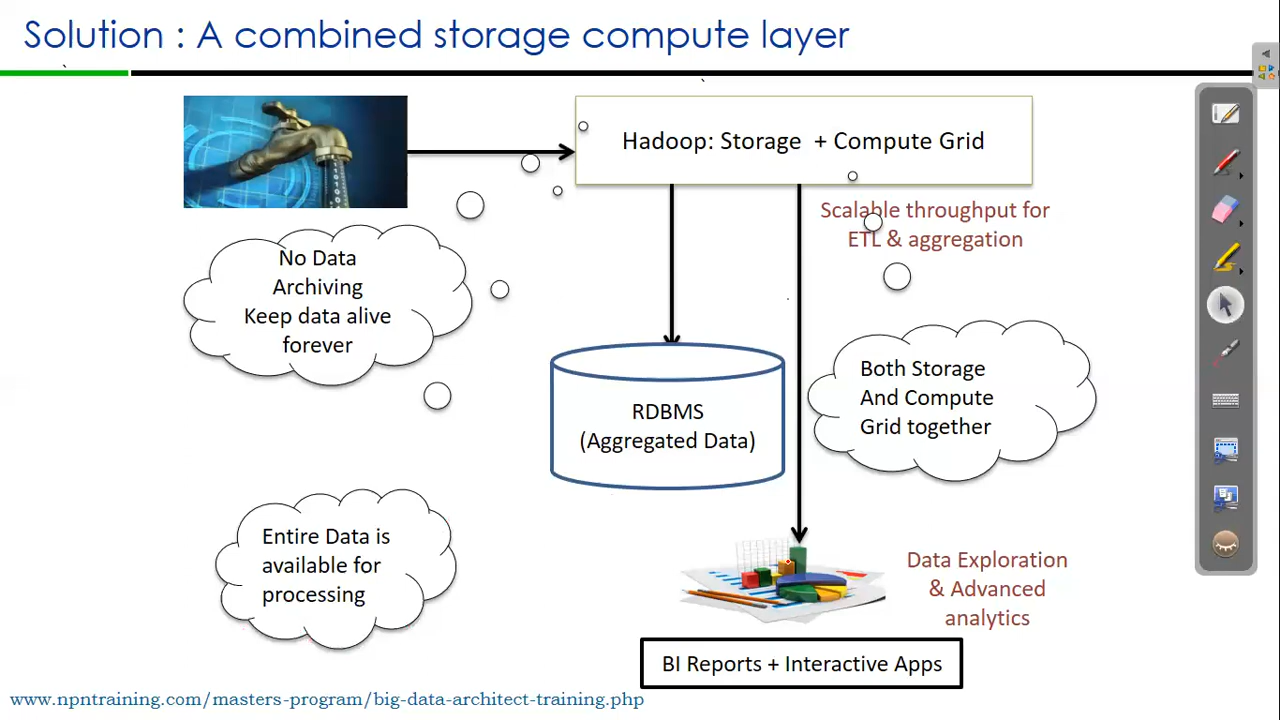 Solution : A combined storage compute layer
Hadoop: Storage + Compute Grid
Scalable throughput for
ETL & aggregation
No Data
Archiving
Keep data alive
forever
Both Storage
And Compute
Grid together
RDBMS
(Aggregated Data)
Entire Data is
available for
processing
Data Exploration
& Advanced
analytics
BI Reports + Interactive Apps
www.npntraining.com/masters-program/big-data-architect-training.php